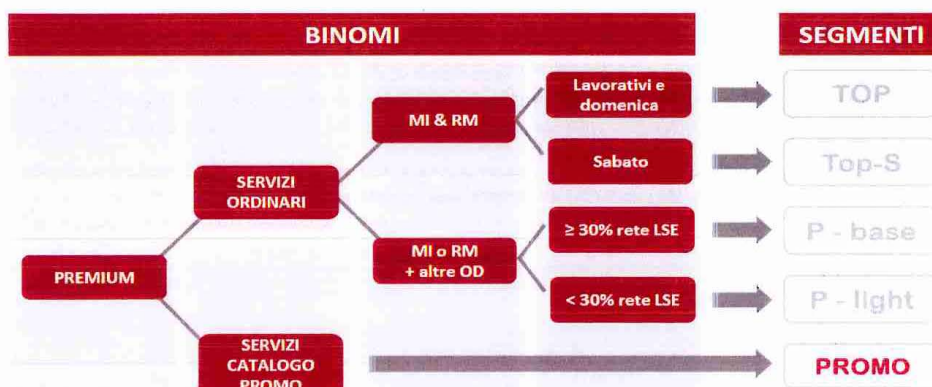 BINOMI
SEGMENTI
Lavorativi e
domenica
TOP
MI & RM
Sabato
Top-S
SERVIZI
ORDINARI
≥ 30% rete LSE
P - base
MI o RM
+ altre OD
PREMIUM
< 30% rete LSE
P - light
SERVIZI
CATALOGO
PROMO
PROMO